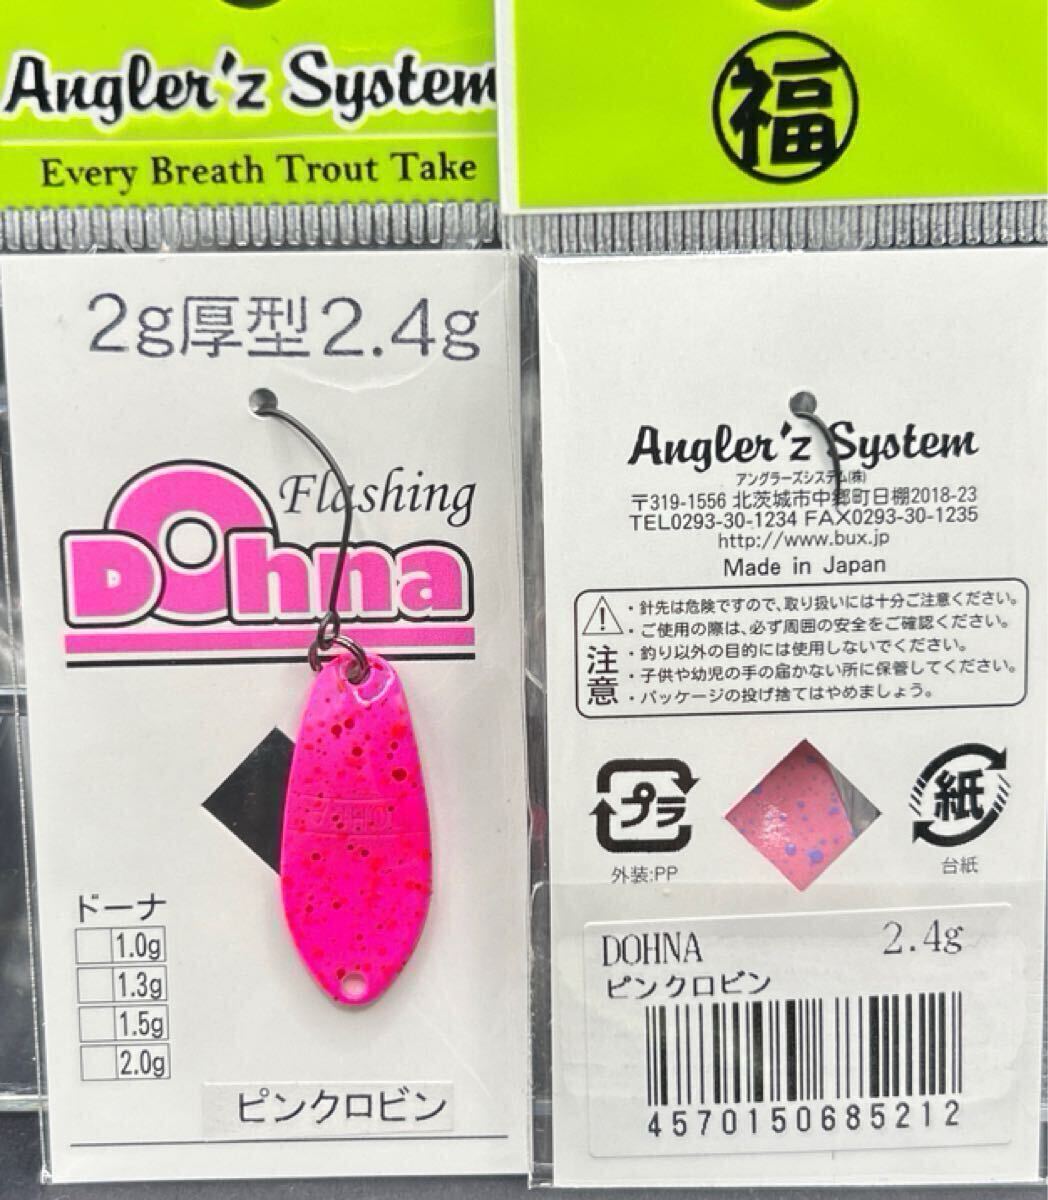 Angler'z System
Every Breath Trout Take
2g厚型2.4g
Flashing
Dohna
ドーナ
1.0g
1.3g
1.5g
2.0g
ピンクロビン
福
Angler'z System
アングラーズシステム(株)
〒319-1556 北茨城市中郷町日棚2018-23
TEL0293-30-1234 FAX0293-30-1235
http://www.bux.jp
Made in Japan
注意
・針先は危険ですので、取り扱いには十分ご注意ください。
・ご使用の際は、必ず周囲の安全をご確認ください。
・釣り以外の目的には使用しないでください。
・子供や幼児の手の届かない所に保管してください。
・パッケージの投げ捨てはやめましょう。
プラ
外装:PP
紙
台紙
DOHNA 2.4g
ピンクロビン
4570150685212